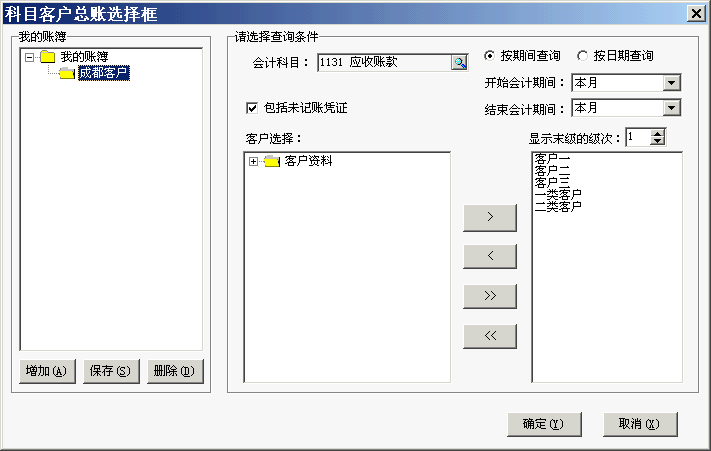 科目客户总账选择框
我的账簿
我的账簿
成都客户
增加(A)
保存(S)
删除(D)
请选择查询条件
会计科目： 1131 应收账款
按期间查询 按日期查询
开始会计期间： 本月
结束会计期间： 本月
包括未记账凭证
客户选择：
显示末级的级次： 1
客户资料
>
<
>>
<<
客户一
客户二
客户三
一类客户
二类客户
确定(Y)
取消(X)